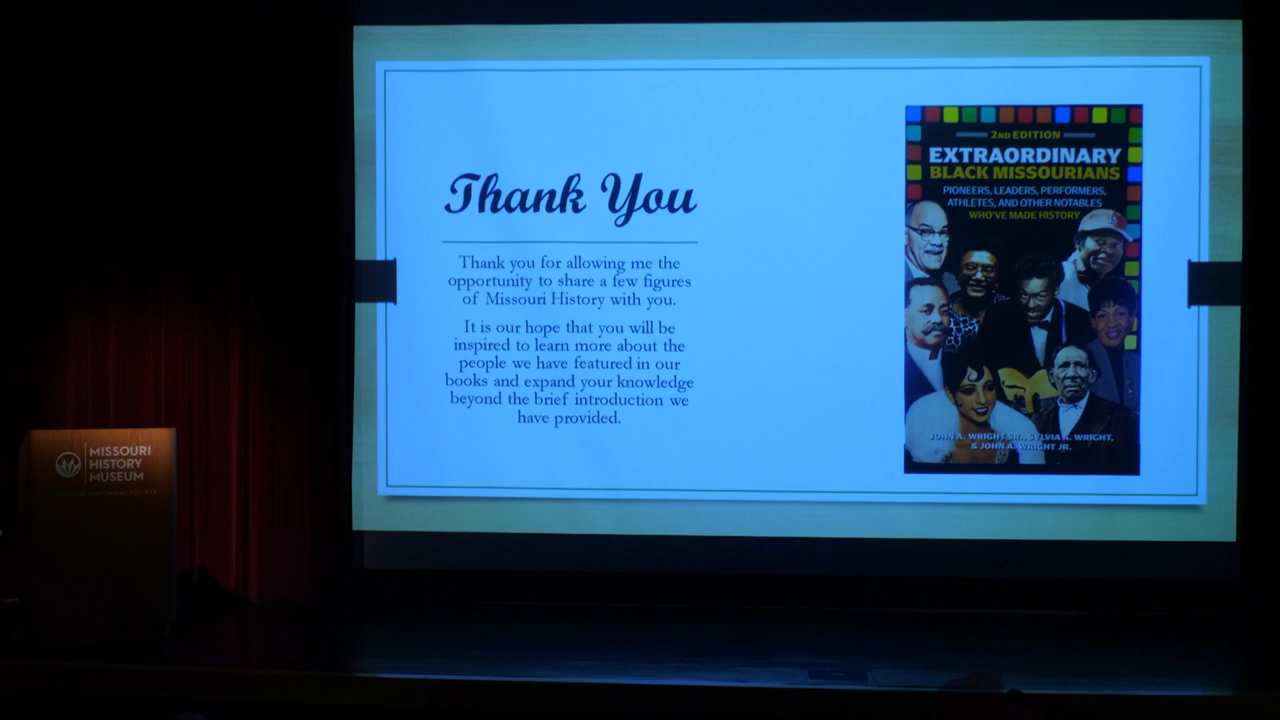 Thank You
Thank you for allowing me the
opportunity to share a few figures
of Missouri History with you.
It is our hope that you will be
inspired to learn more about the
people we have featured in our
books and expand your knowledge
beyond the brief introduction we
have provided.
2ND EDITION
EXTRAORDINARY
BLACK MISSOURIANS
PIONEERS, LEADERS, PERFORMERS,
ATHLETES, AND OTHER NOTABLES
WHO'VE MADE HISTORY
JOHN A. WRIGHT SR., SYLVIA A. WRIGHT,
& JOHN A. WRIGHT JR.
MISSOURI
HISTORY
MUSEUM
MISSOURI HISTORICAL SOCIETY